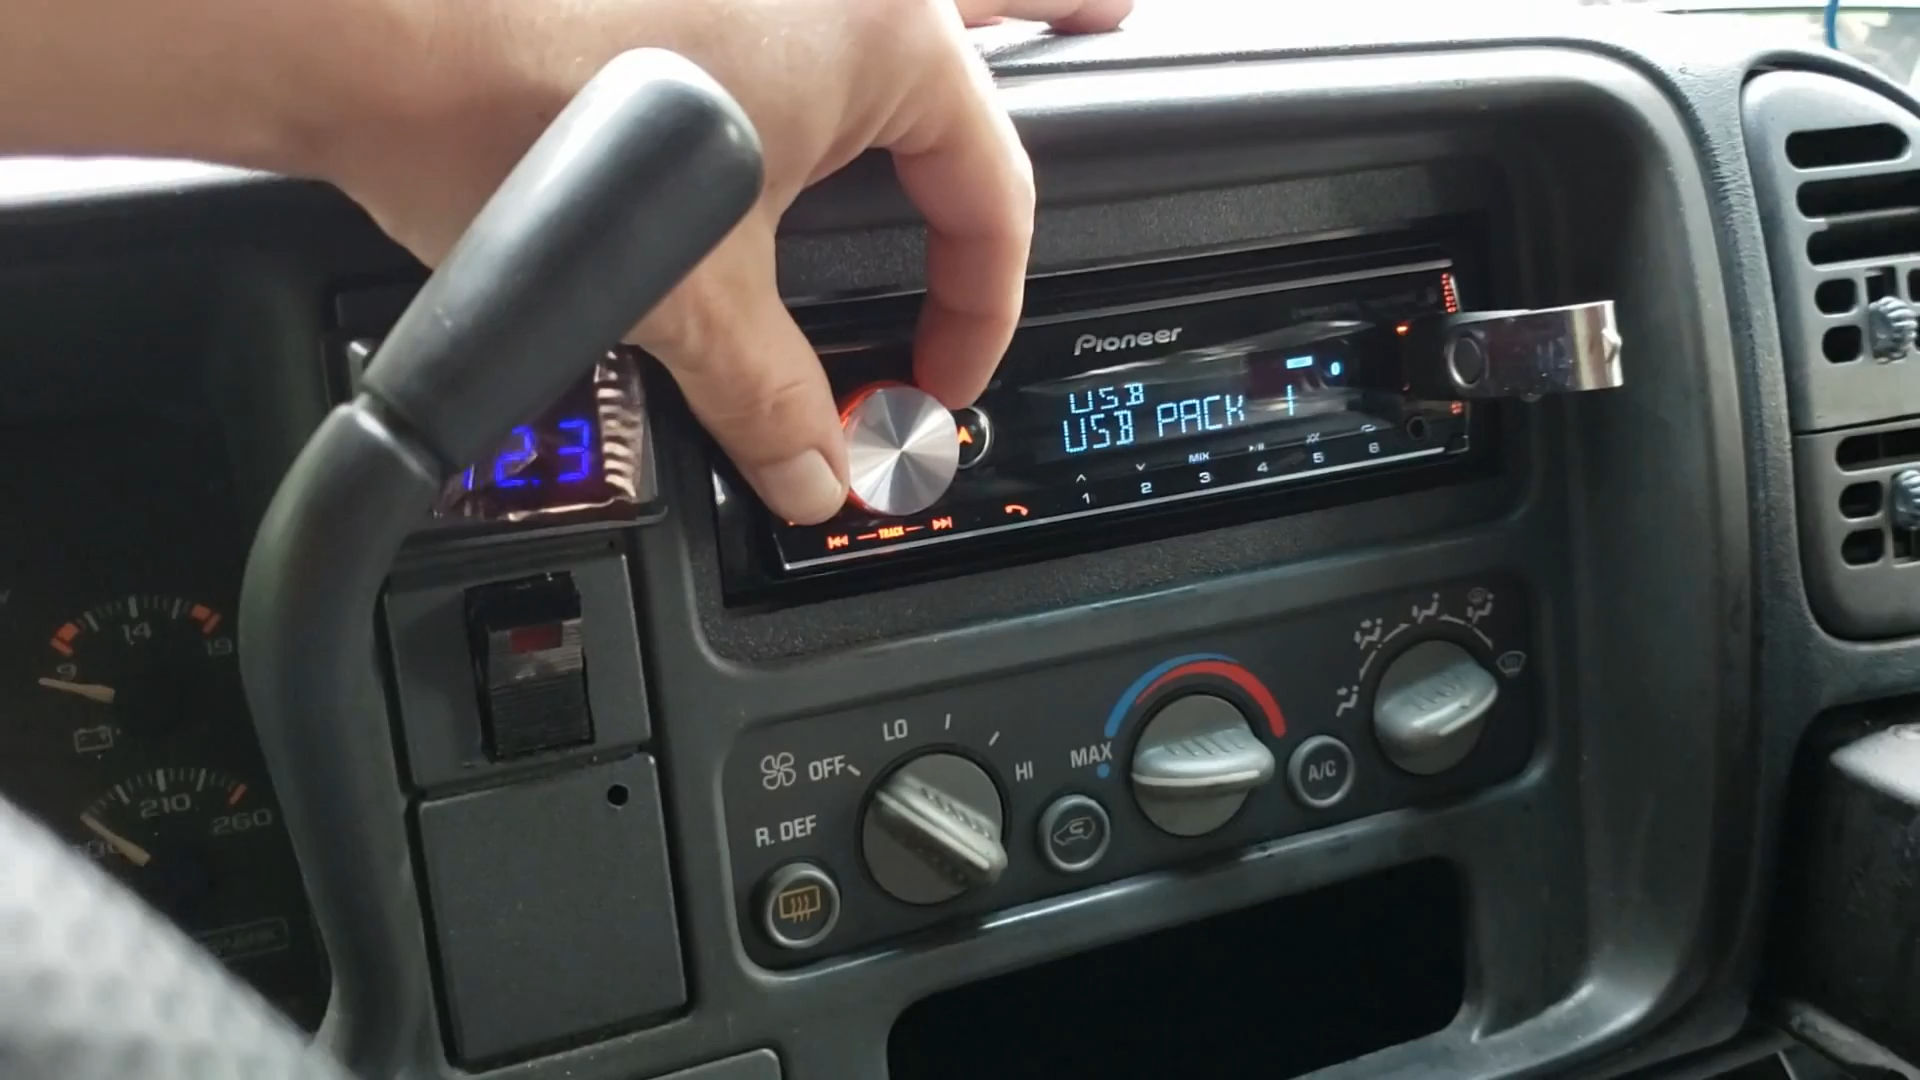 Pioneer
USB
USB PACK 1
12.3
MIX
1 2 3 4 5 6
TRACK
14
9 19
210
260
LO
OFF
HI
MAX
A/C
R. DEF